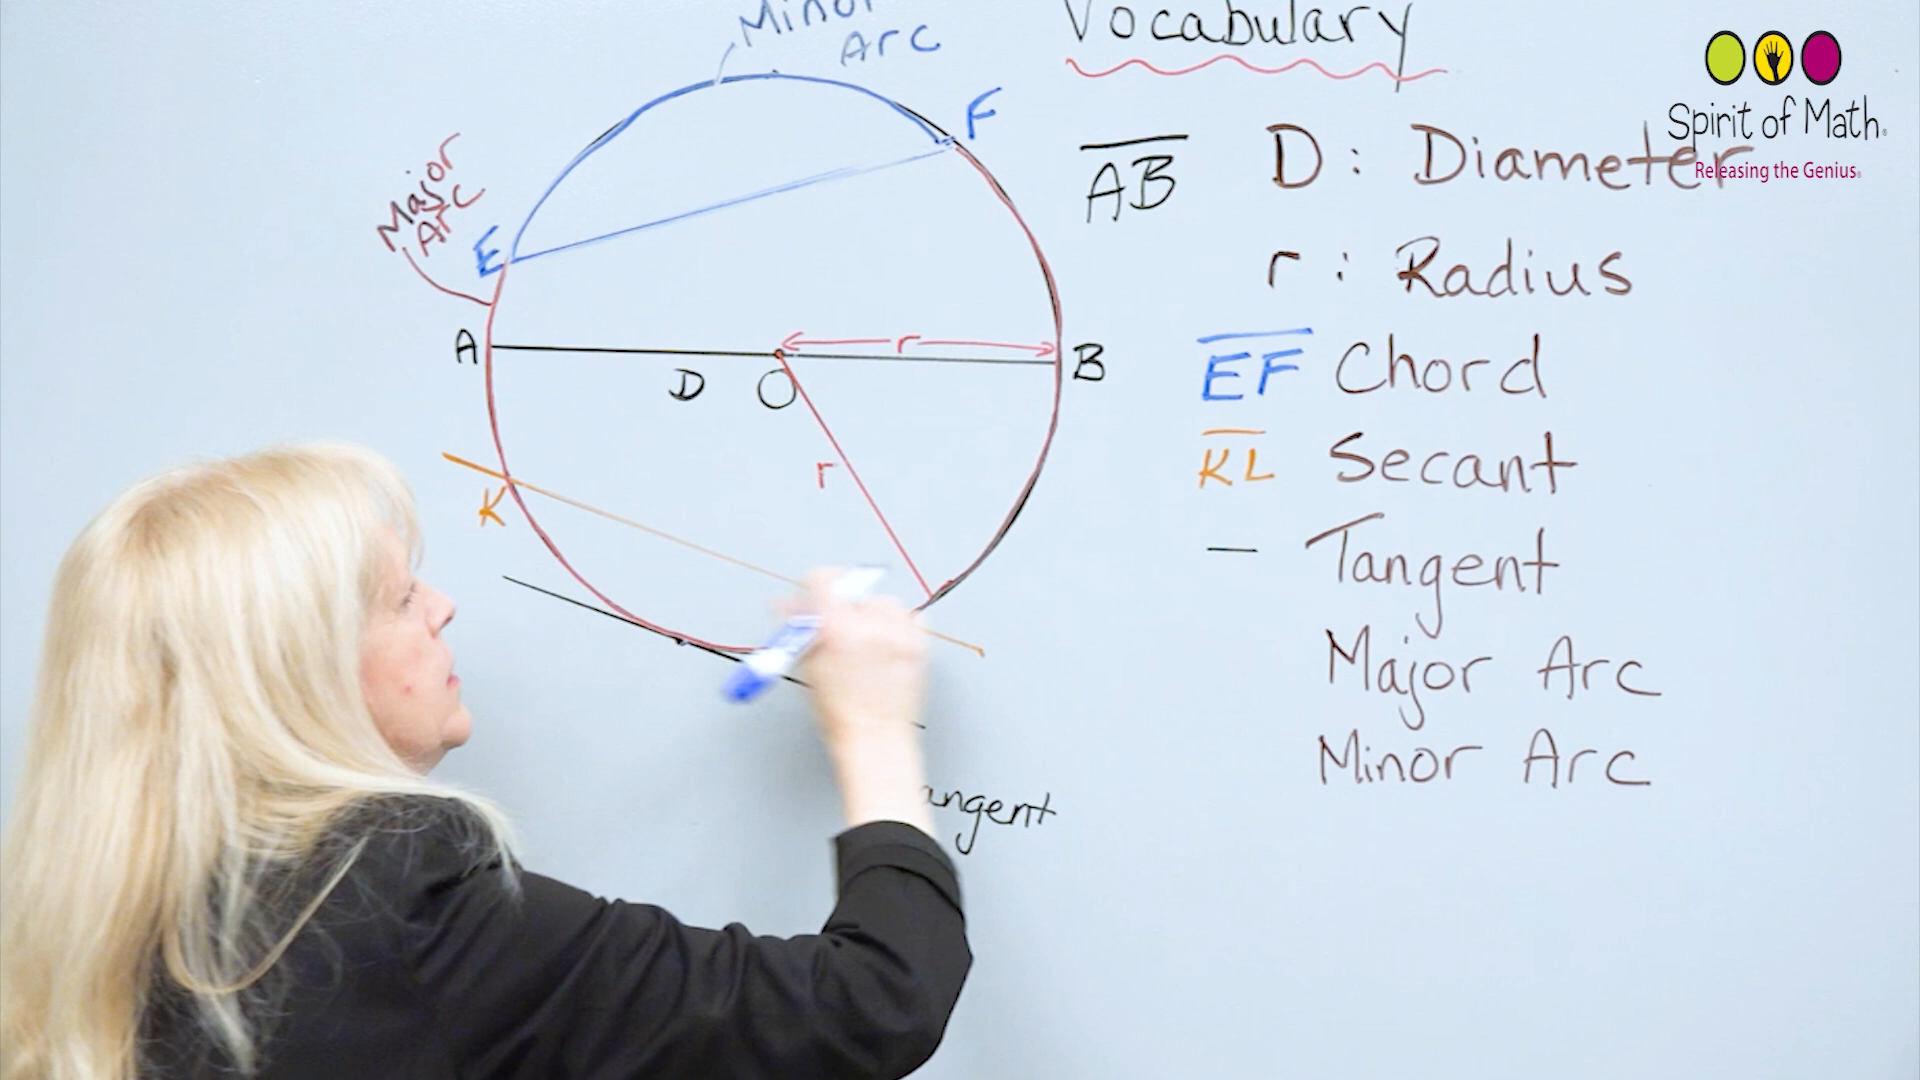 Minor
Arc
Major
Arc
E
F
A
D
O
r
B
r
K
angent
Vocabulary
AB D: Diameter
r: Radius
EF Chord
KL Secant
— Tangent
Major Arc
Minor Arc
Spirit of Math
Releasing the Genius